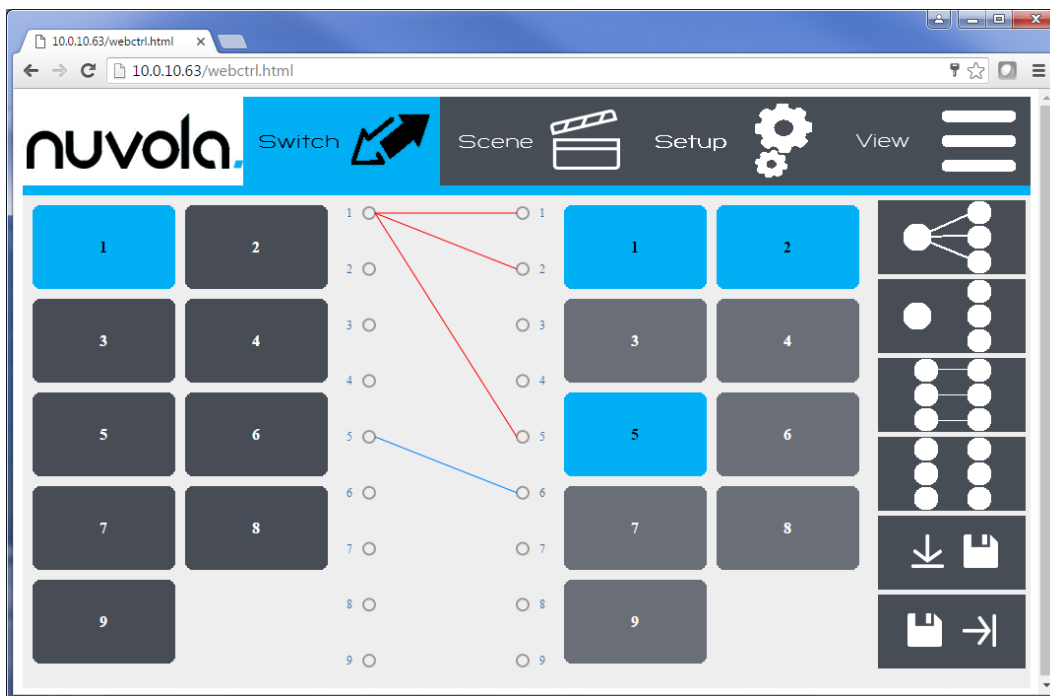 10.0.10.63/webctrl.html
10.0.10.63/webctrl.html
nuvola.
Switch
Scene
Setup
View
1 2
3 4
5 6
7 8
9
1 1
2 2
3 3
4 4
5 5
6 6
7 7
8 8
9 9
1 2
3 4
5 6
7 8
9